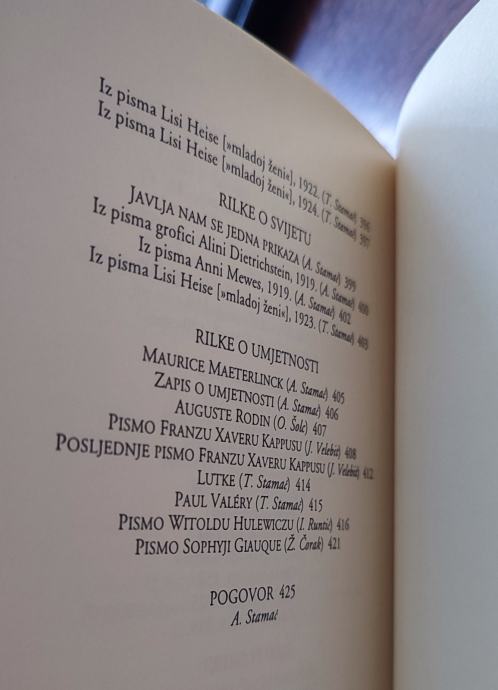 Iz pisma Lisi Heise [»mladoj ženi«], 1922. (T. Stamać) 396
Iz pisma Lisi Heise [»mladoj ženi«], 1924. (T. Stamać) 397
RILKE O SVIJETU
JAVLJA NAM SE JEDNA PRIKAZA (A. Stamać) 399
Iz pisma grofici Alini Dietrichstein, 1919. (A. Stamać) 400
Iz pisma Anni Mewes, 1919. (A. Stamać) 402
Iz pisma Lisi Heise [»mladoj ženi«], 1923. (T. Stamać) 403
RILKE O UMJETNOSTI
MAURICE MAETERLINCK (A. Stamać) 405
ZAPIS O UMJETNOSTI (A. Stamać) 406
AUGUSTE RODIN (O. Šolc) 407
PISMO FRANZU XAVERU KAPPUSU (J. Velebit) 408
POSLJEDNJE PISMO FRANZU XAVERU KAPPUSU (J. Velebit) 412
LUTKE (T. Stamać) 414
PAUL VALÉRY (T. Stamać) 415
PISMO WITOLDU HULEWICZU (I. Runtić) 416
PISMO SOPHYJI GIAUQUE (Ž. Čorak) 421
POGOVOR 425
A. Stamać